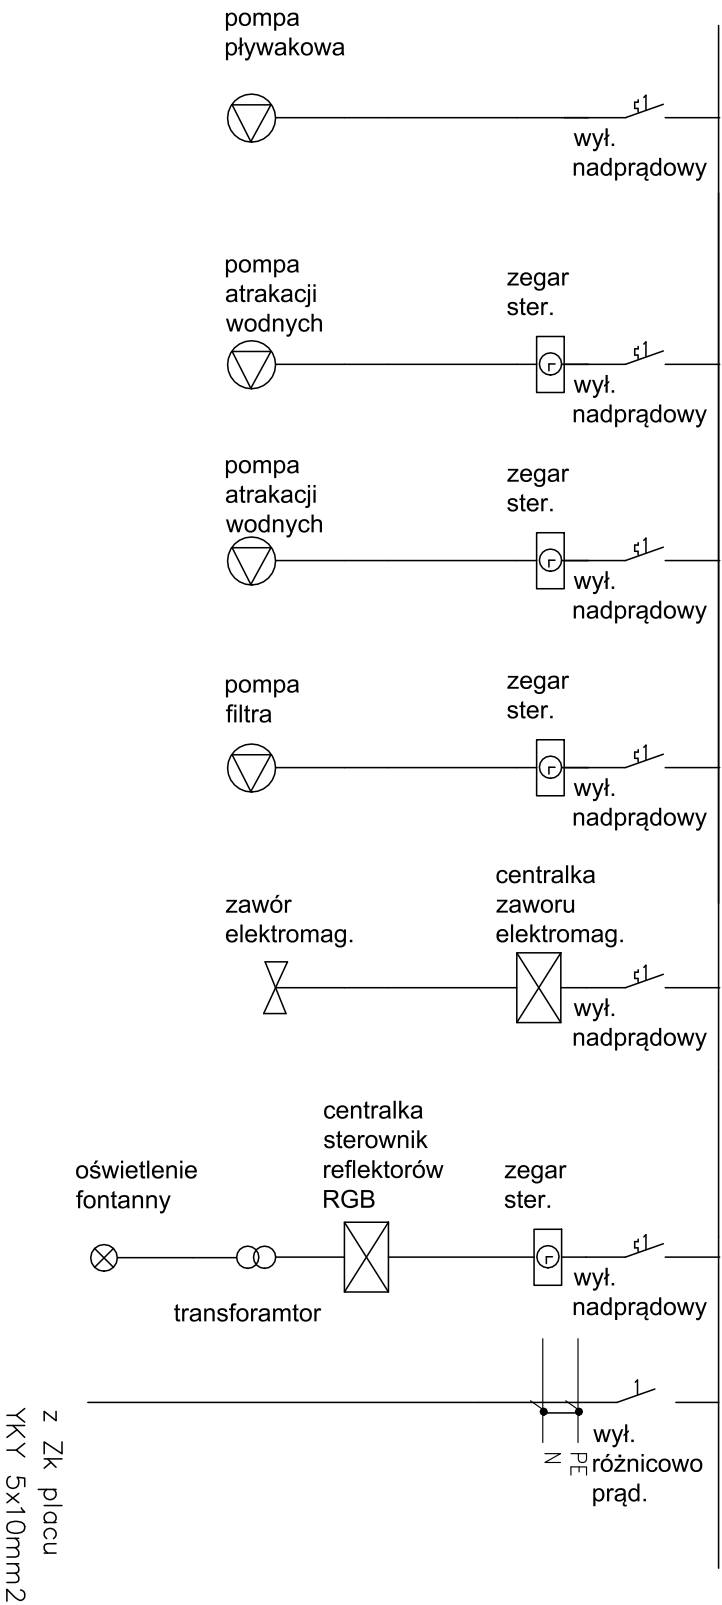 pompa
pływakowa
wył.
nadprądowy
pompa
atrakacji
wodnych
zegar
ster.
wył.
nadprądowy
pompa
atrakacji
wodnych
zegar
ster.
wył.
nadprądowy
pompa
filtra
zegar
ster.
wył.
nadprądowy
zawór
elektromag.
centralka
zaworu
elektromag.
wył.
nadprądowy
oświetlenie
fontanny
transforamtor
centralka
sterownik
reflektorów
RGB
zegar
ster.
wył.
nadprądowy
z Zk placu
YKY 5x10mm2
N
PE
wył.
różnicowo
prąd.